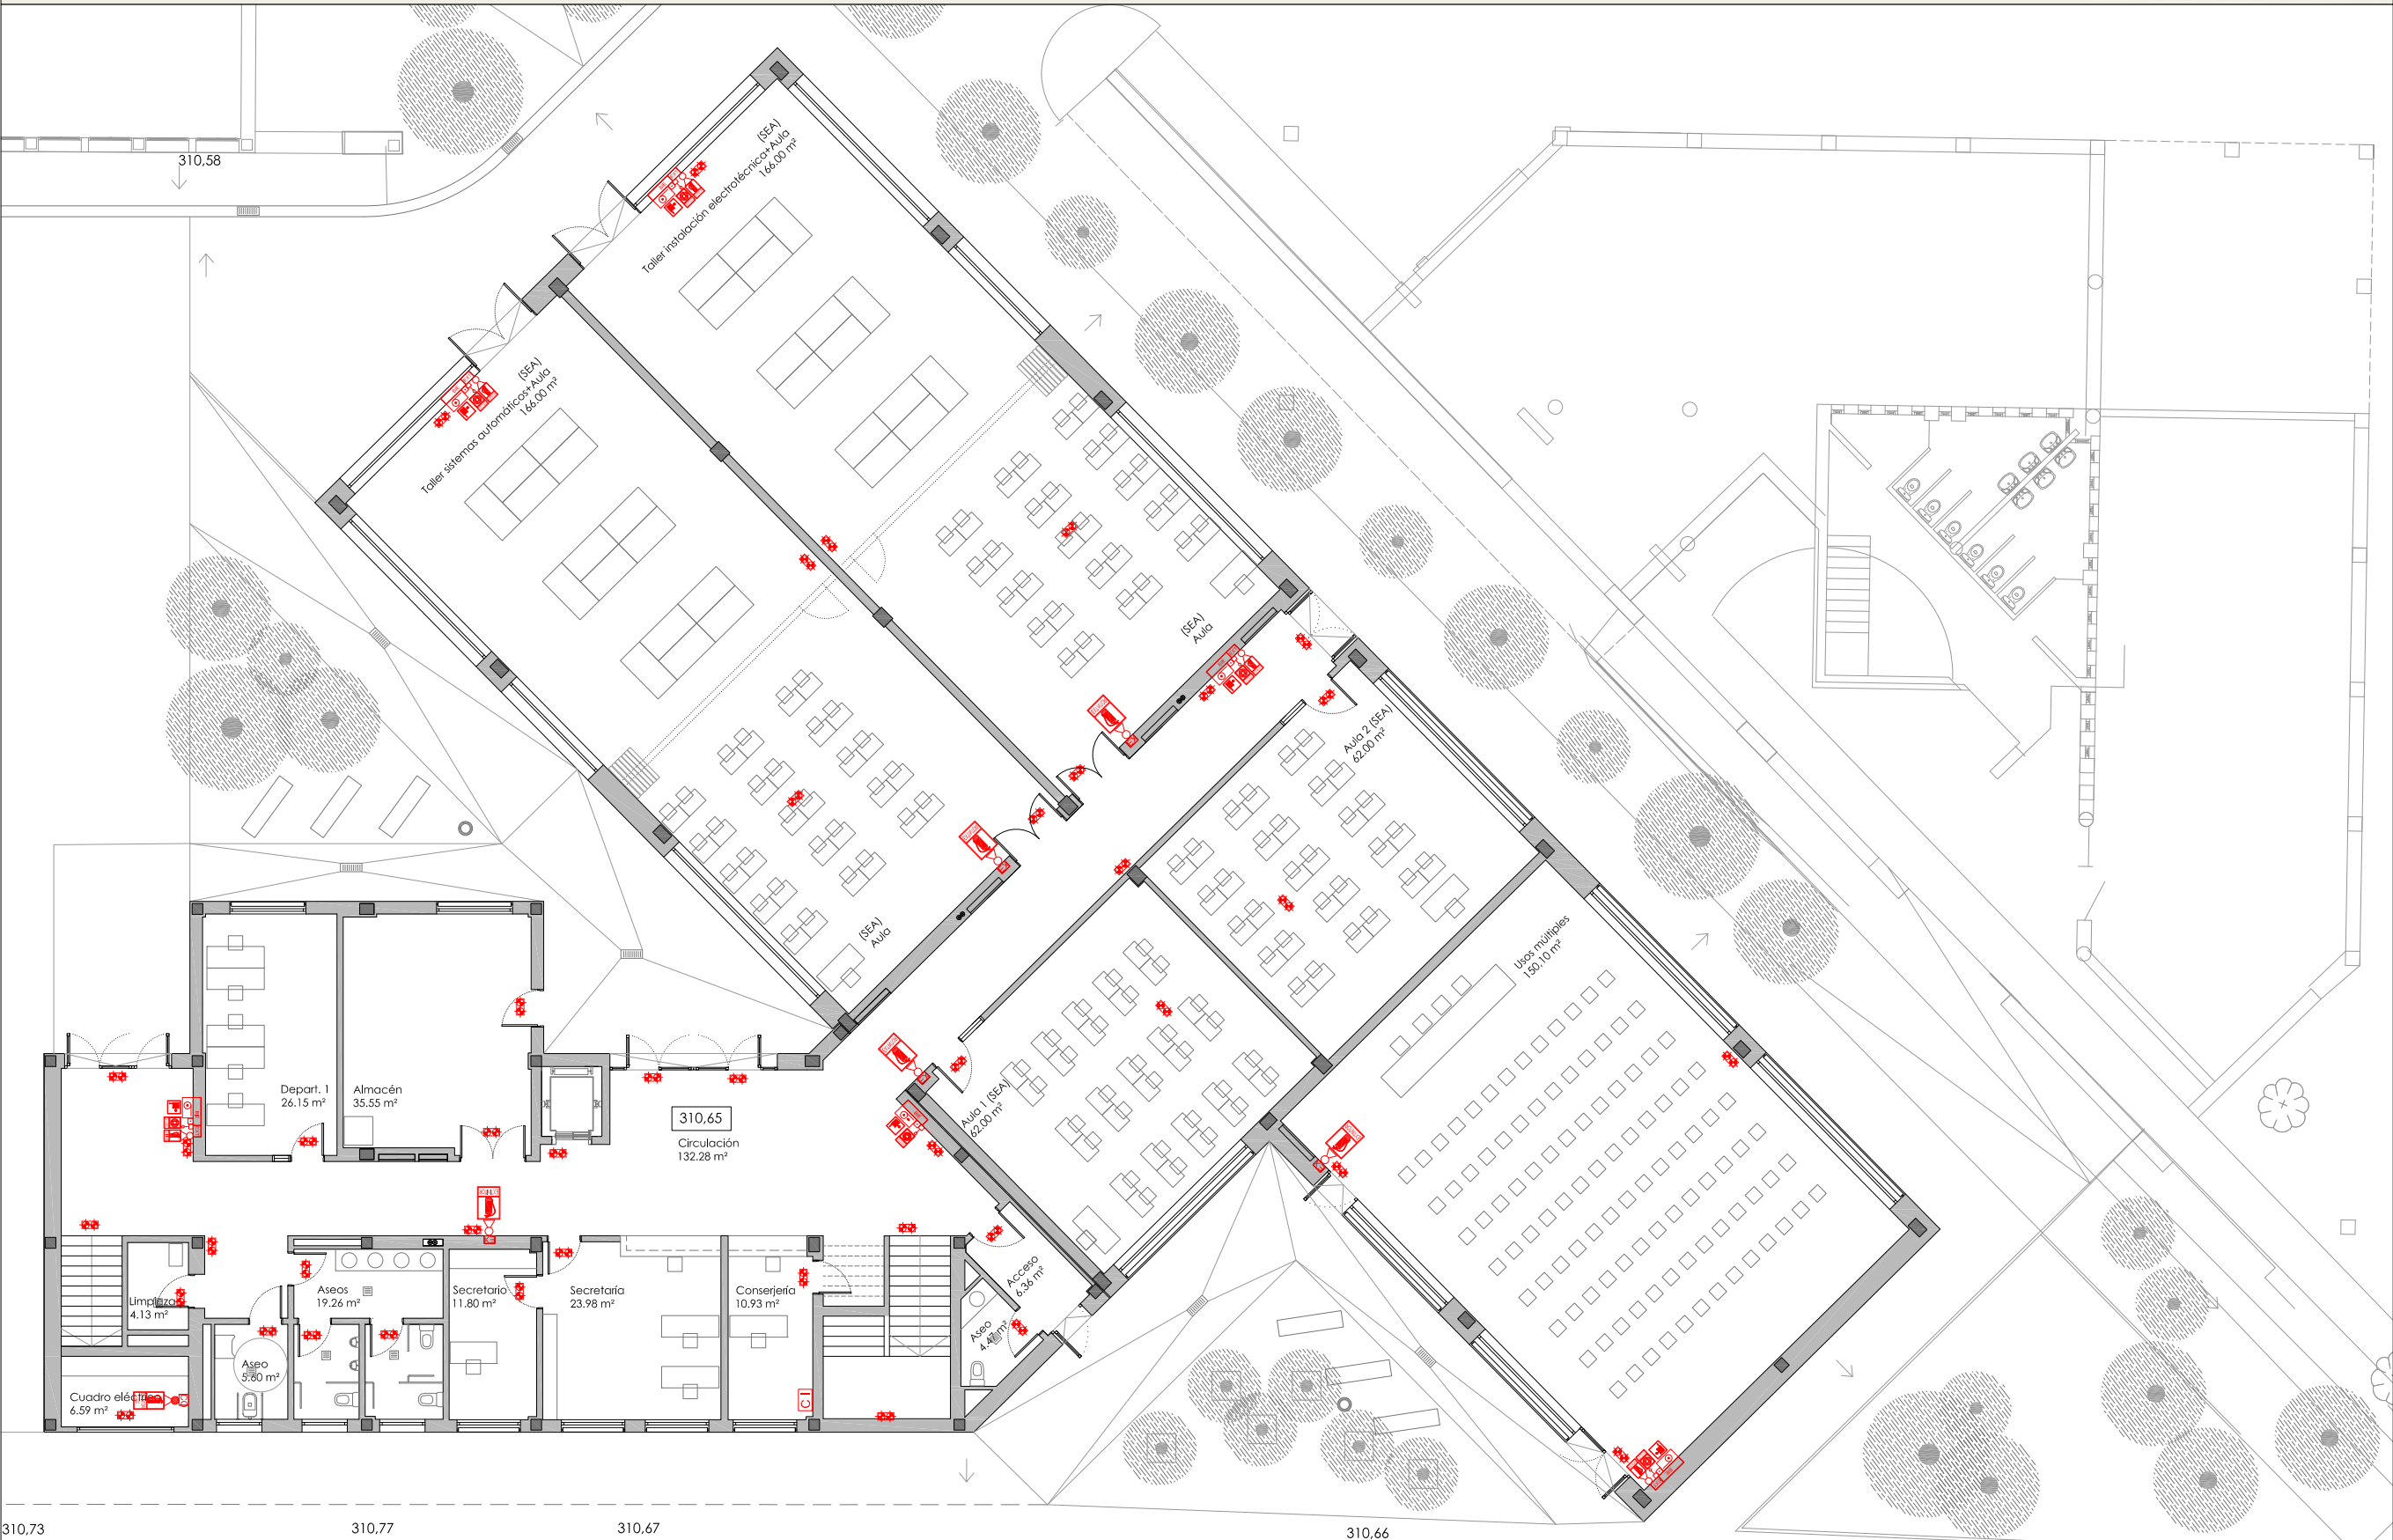 310,58
(SEA)
Taller instalación electrotécnica+Aula
166.00 m²
(SEA)
Taller sistemas automáticos+Aula
166.00 m²
(SEA)
Aula
Aula 2 (SEA)
62.00 m²
(SEA)
Aula
Usos múltiples
150.10 m²
Depart. 1
26.15 m²
Almacén
35.55 m²
310,65
Circulación
132.28 m²
Aula 1 (SEA)
62.00 m²
Limpieza
4.13 m²
Aseos
19.26 m²
Secretario
11.80 m²
Secretaría
23.98 m²
Conserjería
10.93 m²
Acceso
6.36 m²
Aseo
4.47 m²
Aseo
5.60 m²
Cuadro eléctrico
6.59 m²
C I
310,73
310,77
310,67
310,66